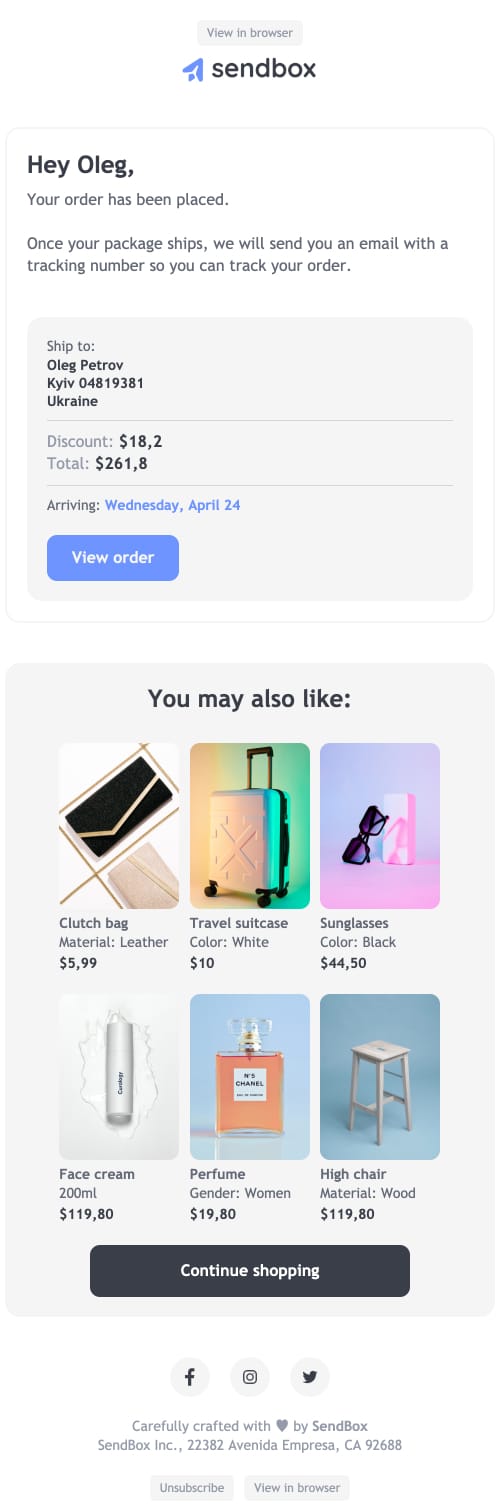 View in browser
sendbox
Hey Oleg,
Your order has been placed.
Once your package ships, we will send you an email with a
tracking number so you can track your order.
Ship to:
Oleg Petrov
Kyiv 04819381
Ukraine
Discount: $18,2
Total: $261,8
Arriving: Wednesday, April 24
View order
You may also like:
Clutch bag
Material: Leather
$5,99
Travel suitcase
Color: White
$10
Sunglasses
Color: Black
$44,50
Curology
N°5
CHANEL
EAU DE PARFUM
Face cream
200ml
$119,80
Perfume
Gender: Women
$19,80
High chair
Material: Wood
$119,80
Continue shopping
Carefully crafted with ♥ by SendBox
SendBox Inc., 22382 Avenida Empresa, CA 92688
Unsubscribe
View in browser